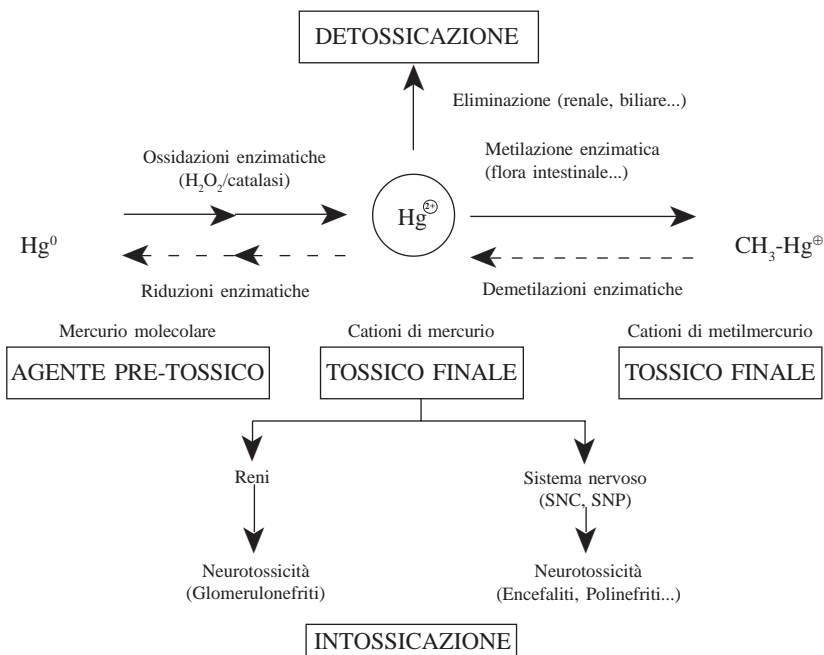 DETOSSICAZIONE
Eliminazione (renale, biliare...)
Ossidazioni enzimatiche
(H₂O₂/catalasi)
Metilazione enzimatica
(flora intestinale...)
Hg⁰
Hg²⁺
CH₃-Hg⊕
Riduzioni enzimatiche
Demetilazioni enzimatiche
Mercurio molecolare
AGENTE PRE-TOSSICO
Cationi di mercurio
TOSSICO FINALE
Cationi di metilmercurio
TOSSICO FINALE
Reni
Sistema nervoso
(SNC, SNP)
Neurotossicità
(Glomerulonefriti)
Neurotossicità
(Encefaliti, Polinefriti...)
INTOSSICAZIONE